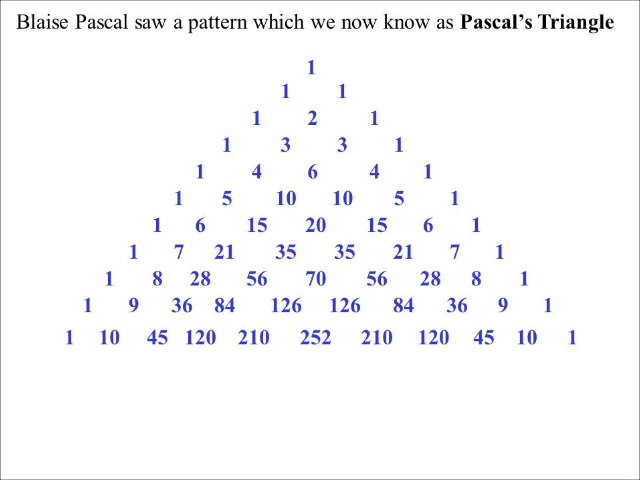 Blaise Pascal saw a pattern which we now know as Pascal's Triangle
1
1 1
1 2 1
1 3 3 1
1 4 6 4 1
1 5 10 10 5 1
1 6 15 20 15 6 1
1 7 21 35 35 21 7 1
1 8 28 56 70 56 28 8 1
1 9 36 84 126 126 84 36 9 1
1 10 45 120 210 252 210 120 45 10 1